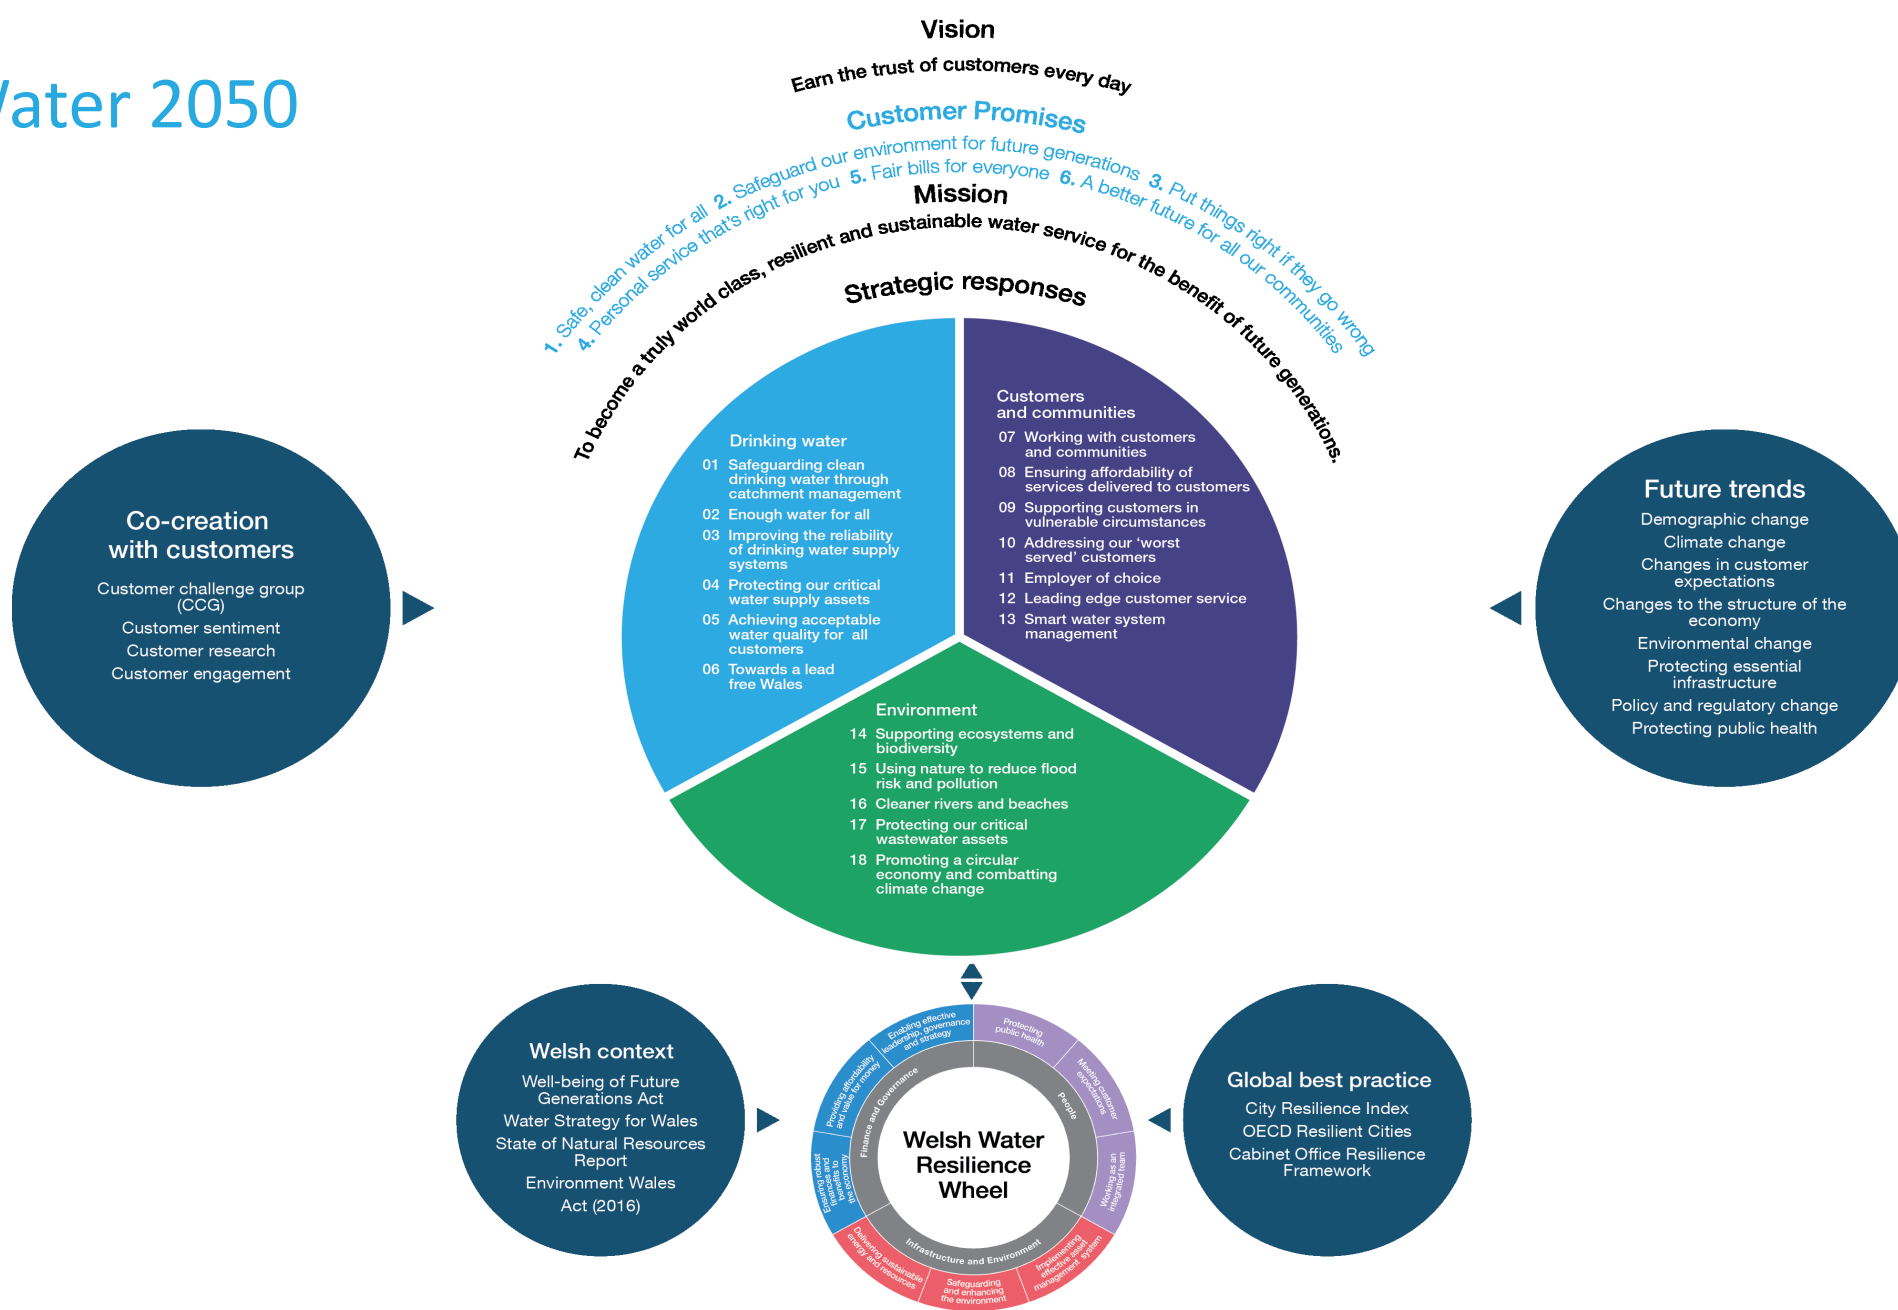 Water 2050
Vision
Earn the trust of customers every day
Customer Promises
1. Safe, clean water for all 2. Safeguard our environment for future generations 3. Put things right if they go wrong
4. Personal service that's right for you 5. Fair bills for everyone 6. A better future for all our communities
Mission
To become a truly world class, resilient and sustainable water service for the benefit of future generations.
Strategic responses
Drinking water
01 Safeguarding clean
drinking water through
catchment management
02 Enough water for all
03 Improving the reliability
of drinking water supply
systems
04 Protecting our critical
water supply assets
05 Achieving acceptable
water quality for all
customers
06 Towards a lead
free Wales
Customers
and communities
07 Working with customers
and communities
08 Ensuring affordability of
services delivered to customers
09 Supporting customers in
vulnerable circumstances
10 Addressing our ‘worst
served’ customers
11 Employer of choice
12 Leading edge customer service
13 Smart water system
management
Environment
14 Supporting ecosystems and
biodiversity
15 Using nature to reduce flood
risk and pollution
16 Cleaner rivers and beaches
17 Protecting our critical
wastewater assets
18 Promoting a circular
economy and combatting
climate change
Co-creation
with customers
Customer challenge group
(CCG)
Customer sentiment
Customer research
Customer engagement
Future trends
Demographic change
Climate change
Changes in customer
expectations
Changes to the structure of the
economy
Environmental change
Protecting essential
infrastructure
Policy and regulatory change
Protecting public health
Welsh context
Well-being of Future
Generations Act
Water Strategy for Wales
State of Natural Resources
Report
Environment Wales
Act (2016)
Enabling effective
leadership, governance
and strategy
Protecting
public health
Meeting customer
expectations
Working as an
integrated team
Implementing
effective asset
management system
Safeguarding
and enhancing
the environment
Delivering sustainable
energy and resources
Ensuring robust
finances and
benefits to
the economy
Providing affordability
and value for money
Finance and Governance
People
Infrastructure and Environment
Welsh Water
Resilience
Wheel
Global best practice
City Resilience Index
OECD Resilient Cities
Cabinet Office Resilience
Framework